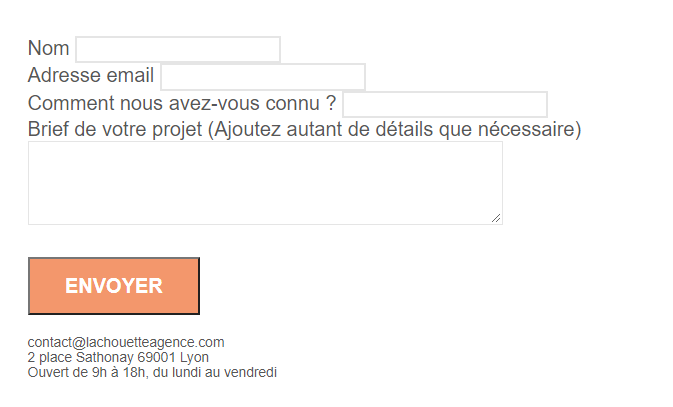 Nom
Adresse email
Comment nous avez-vous connu ?
Brief de votre projet (Ajoutez autant de détails que nécessaire)
ENVOYER
contact@lachouetteagence.com
2 place Sathonay 69001 Lyon
Ouvert de 9h à 18h, du lundi au vendredi